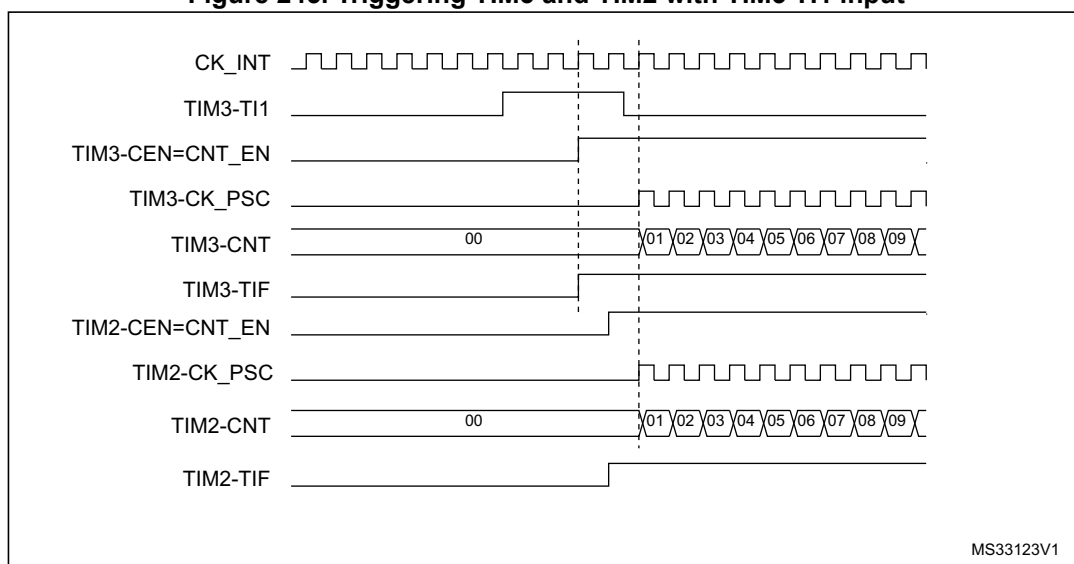 CK_INT
TIM3-TI1
TIM3-CEN=CNT_EN
TIM3-CK_PSC
TIM3-CNT 00 01 02 03 04 05 06 07 08 09
TIM3-TIF
TIM2-CEN=CNT_EN
TIM2-CK_PSC
TIM2-CNT 00 01 02 03 04 05 06 07 08 09
TIM2-TIF
MS33123V1